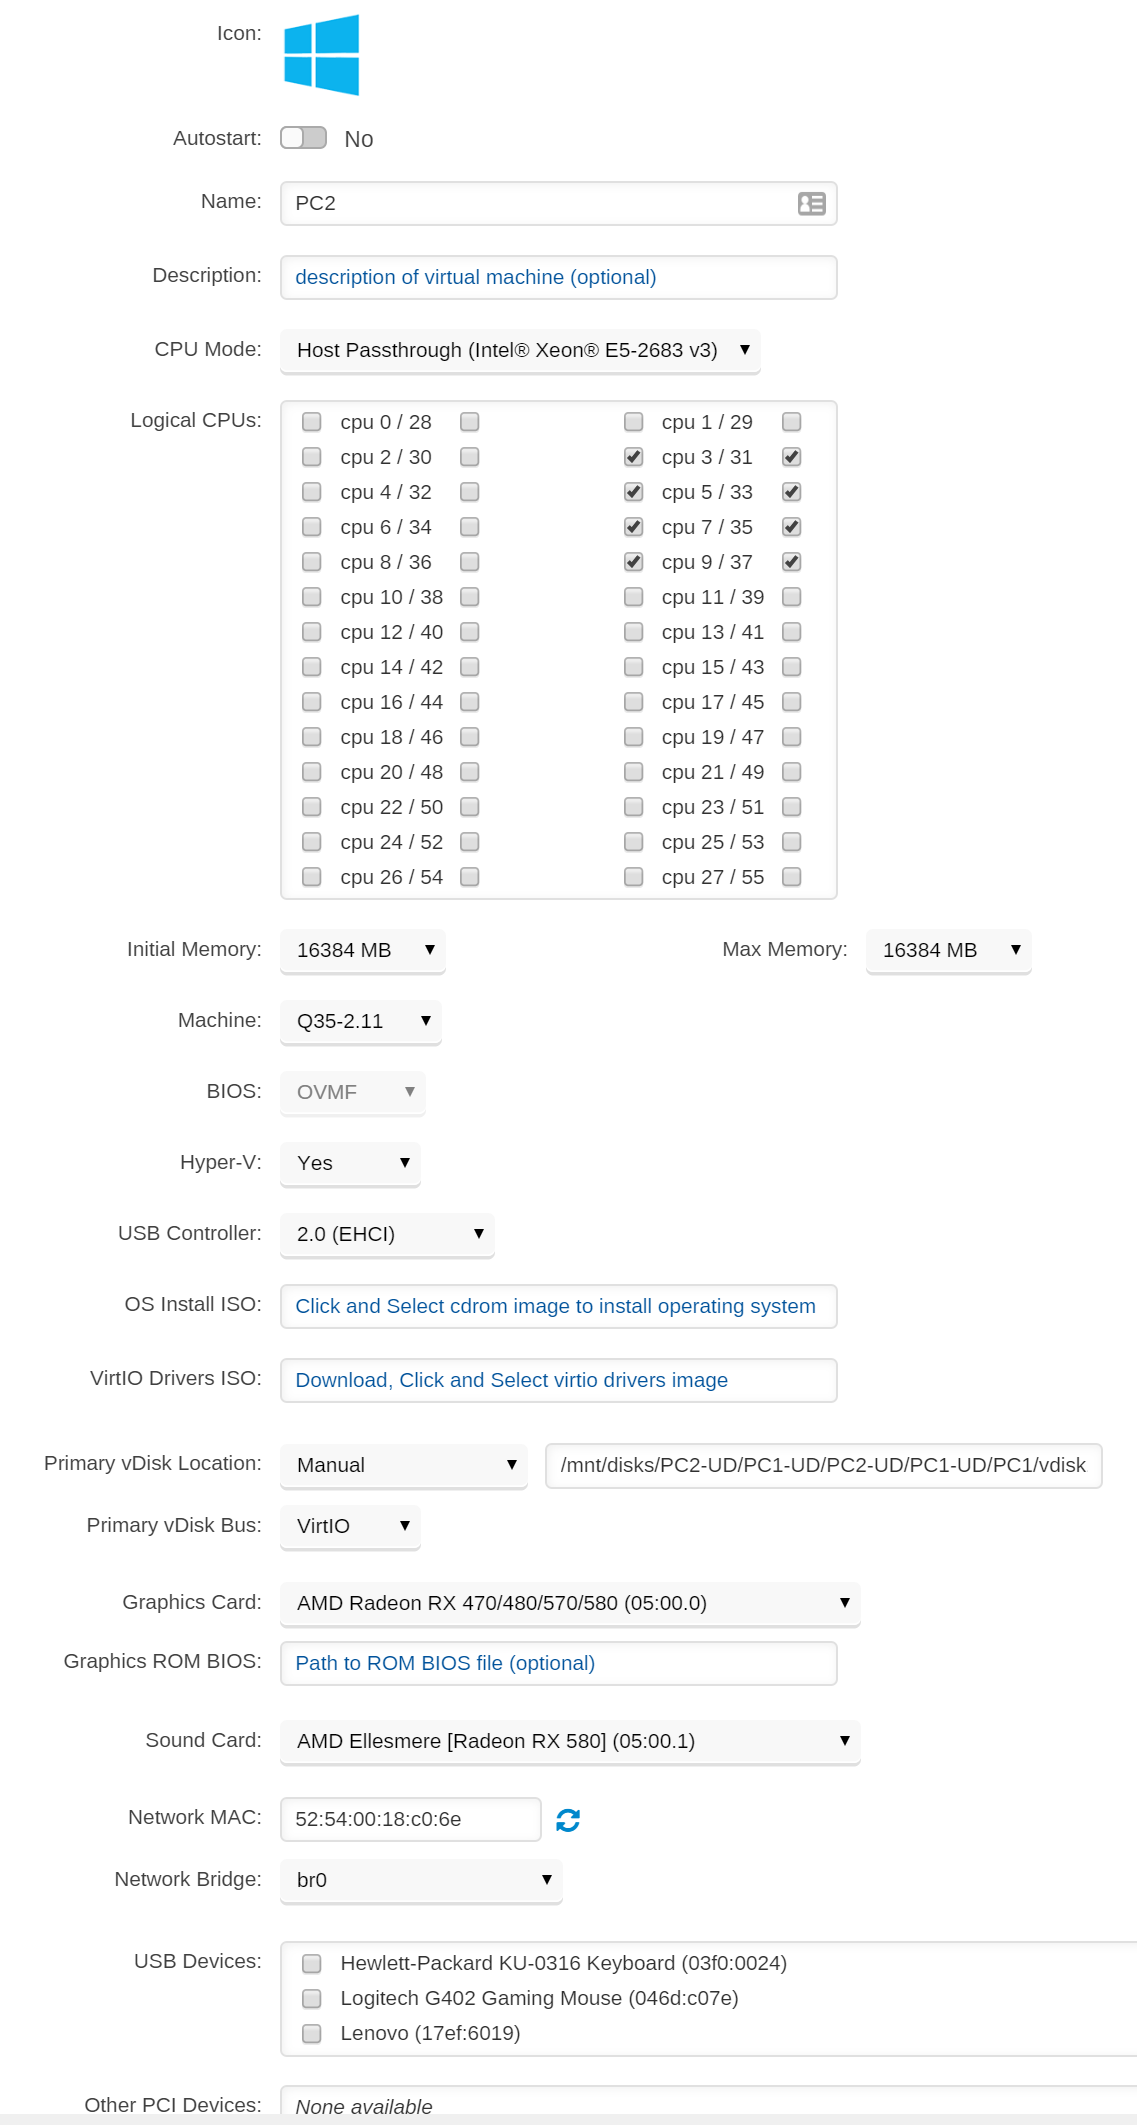 Icon:
Autostart: No
Name: PC2
Description: description of virtual machine (optional)
CPU Mode: Host Passthrough (Intel® Xeon® E5-2683 v3)
Logical CPUs: cpu 0 / 28 cpu 1 / 29
cpu 2 / 30 cpu 3 / 31
cpu 4 / 32 cpu 5 / 33
cpu 6 / 34 cpu 7 / 35
cpu 8 / 36 cpu 9 / 37
cpu 10 / 38 cpu 11 / 39
cpu 12 / 40 cpu 13 / 41
cpu 14 / 42 cpu 15 / 43
cpu 16 / 44 cpu 17 / 45
cpu 18 / 46 cpu 19 / 47
cpu 20 / 48 cpu 21 / 49
cpu 22 / 50 cpu 23 / 51
cpu 24 / 52 cpu 25 / 53
cpu 26 / 54 cpu 27 / 55
Initial Memory: 16384 MB Max Memory: 16384 MB
Machine: Q35-2.11
BIOS: OVMF
Hyper-V: Yes
USB Controller: 2.0 (EHCI)
OS Install ISO: Click and Select cdrom image to install operating system
VirtIO Drivers ISO: Download, Click and Select virtio drivers image
Primary vDisk Location: Manual /mnt/disks/PC2-UD/PC1-UD/PC2-UD/PC1-UD/PC1/vdisk
Primary vDisk Bus: VirtIO
Graphics Card: AMD Radeon RX 470/480/570/580 (05:00.0)
Graphics ROM BIOS: Path to ROM BIOS file (optional)
Sound Card: AMD Ellesmere [Radeon RX 580] (05:00.1)
Network MAC: 52:54:00:18:c0:6e
Network Bridge: br0
USB Devices: Hewlett-Packard KU-0316 Keyboard (03f0:0024)
Logitech G402 Gaming Mouse (046d:c07e)
Lenovo (17ef:6019)
Other PCI Devices: None available